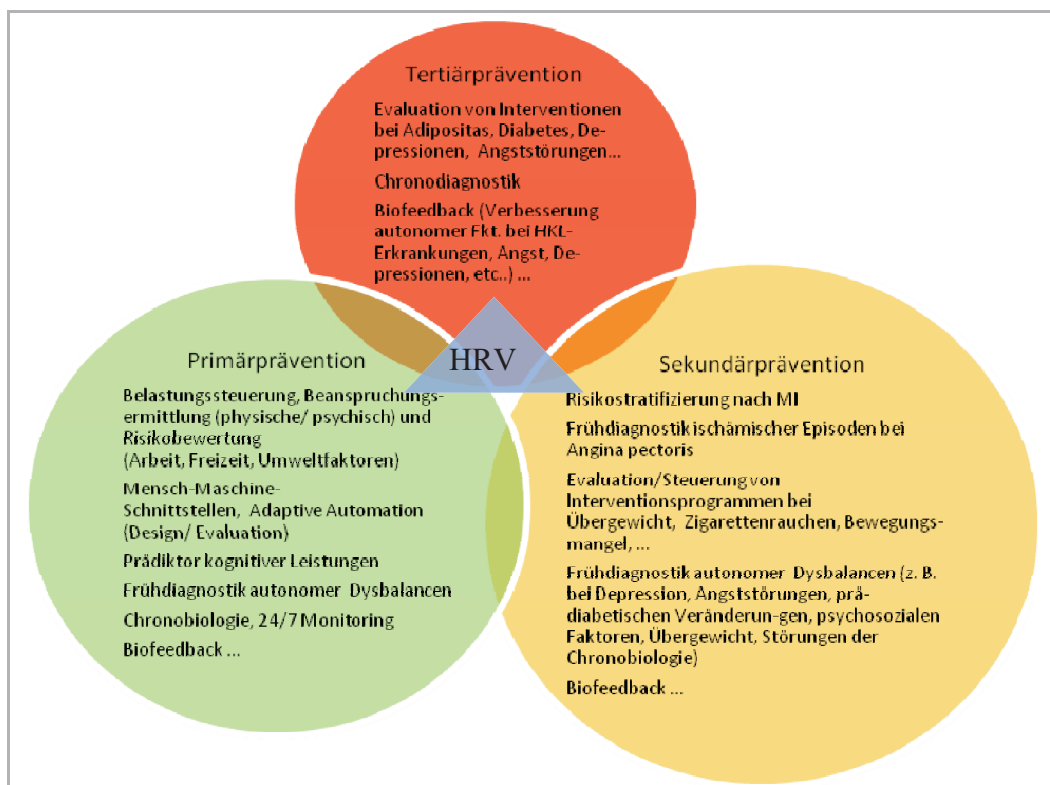 Tertiärprävention
Evaluation von Interventionen
bei Adipositas, Diabetes, De-
pressionen, Angststörungen...
Chronodiagnostik
Biofeedback (Verbesserung
autonomer Fkt. bei HKL-
Erkrankungen, Angst, De-
pressionen, etc..) ...
HRV
Primärprävention
Belastungssteuerung, Beanspruchungs-
ermittlung (physische/ psychisch) und
Risikobewertung
(Arbeit, Freizeit, Umweltfaktoren)
Mensch-Maschine-
Schnittstellen, Adaptive Automation
(Design/ Evaluation)
Prädiktor kognitiver Leistungen
Frühdiagnostik autonomer Dysbalancen
Chronobiologie, 24/7 Monitoring
Biofeedback ...
Sekundärprävention
Risikostratifizierung nach MI
Frühdiagnostik ischämischer Episoden bei
Angina pectoris
Evaluation/Steuerung von
Interventionsprogrammen bei
Übergewicht, Zigarettenrauchen, Bewegungs-
mangel, ...
Frühdiagnostik autonomer Dysbalancen (z. B.
bei Depression, Angststörungen, prä-
diabetischen Veränderun-gen, psychosozialen
Faktoren, Übergewicht, Störungen der
Chronobiologie)
Biofeedback ...